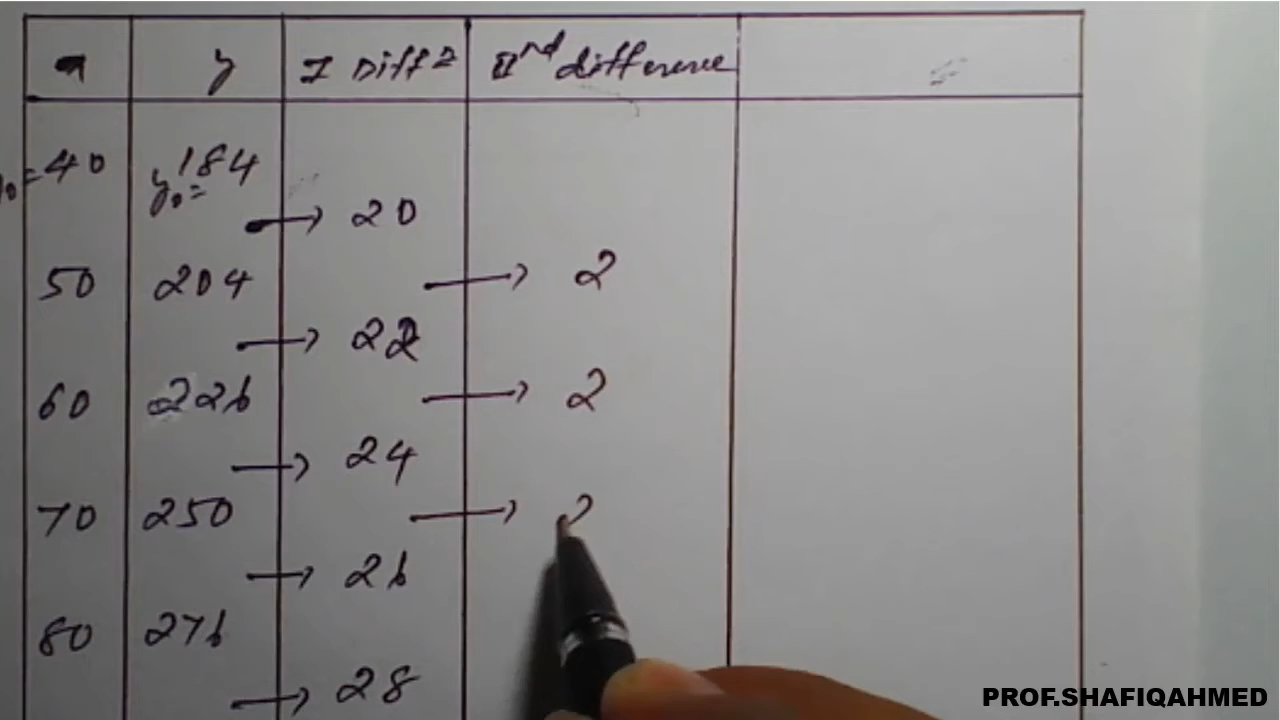 x y I Diff IInd difference
x0=40 y0= 184
20
50 204 2
22
60 226 2
24
70 250 2
26
80 276
28
PROF.SHAFIQAHMED